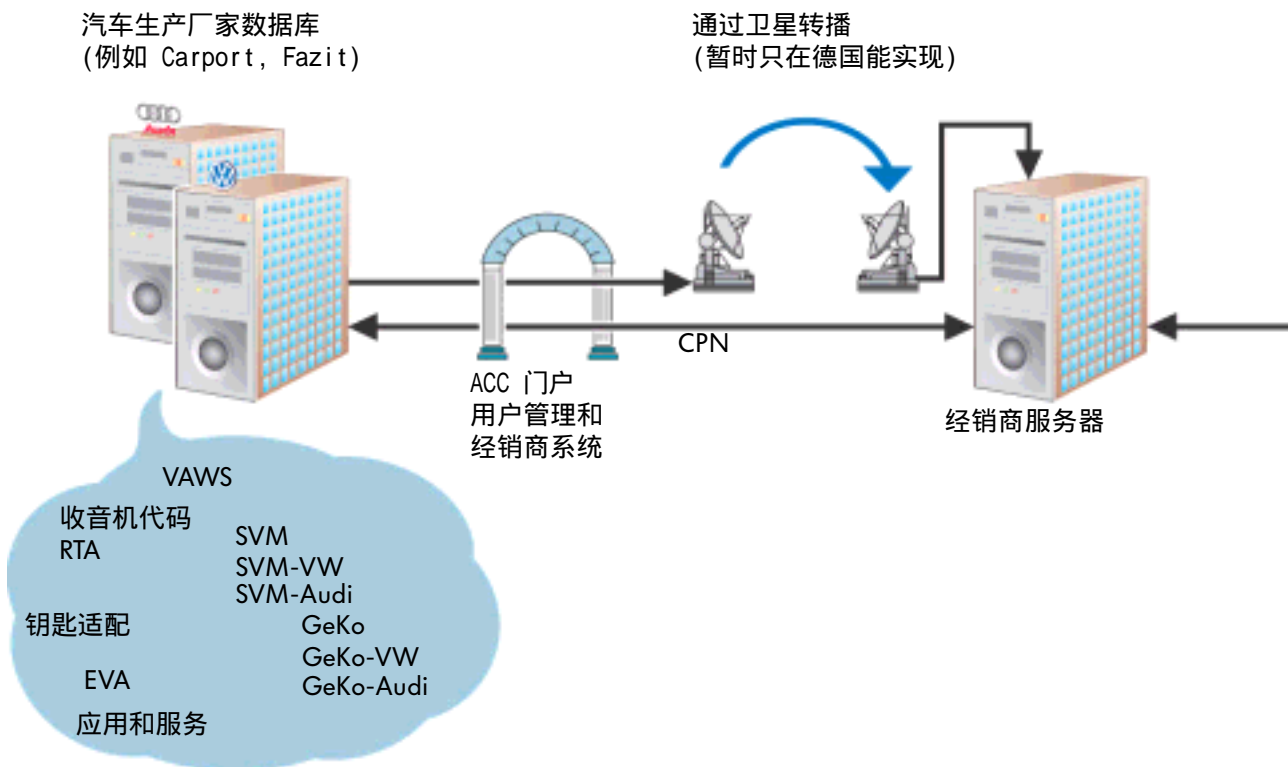 汽车生产厂家数据库
(例如 Carport, Fazit)
通过卫星转播
(暂时只在德国能实现)
Audi
CPN
ACC 门户
用户管理和
经销商系统
经销商服务器
VAWS
收音机代码
RTA
SVM
SVM-VW
SVM-Audi
钥匙适配
GeKo
GeKo-VW
GeKo-Audi
EVA
应用和服务